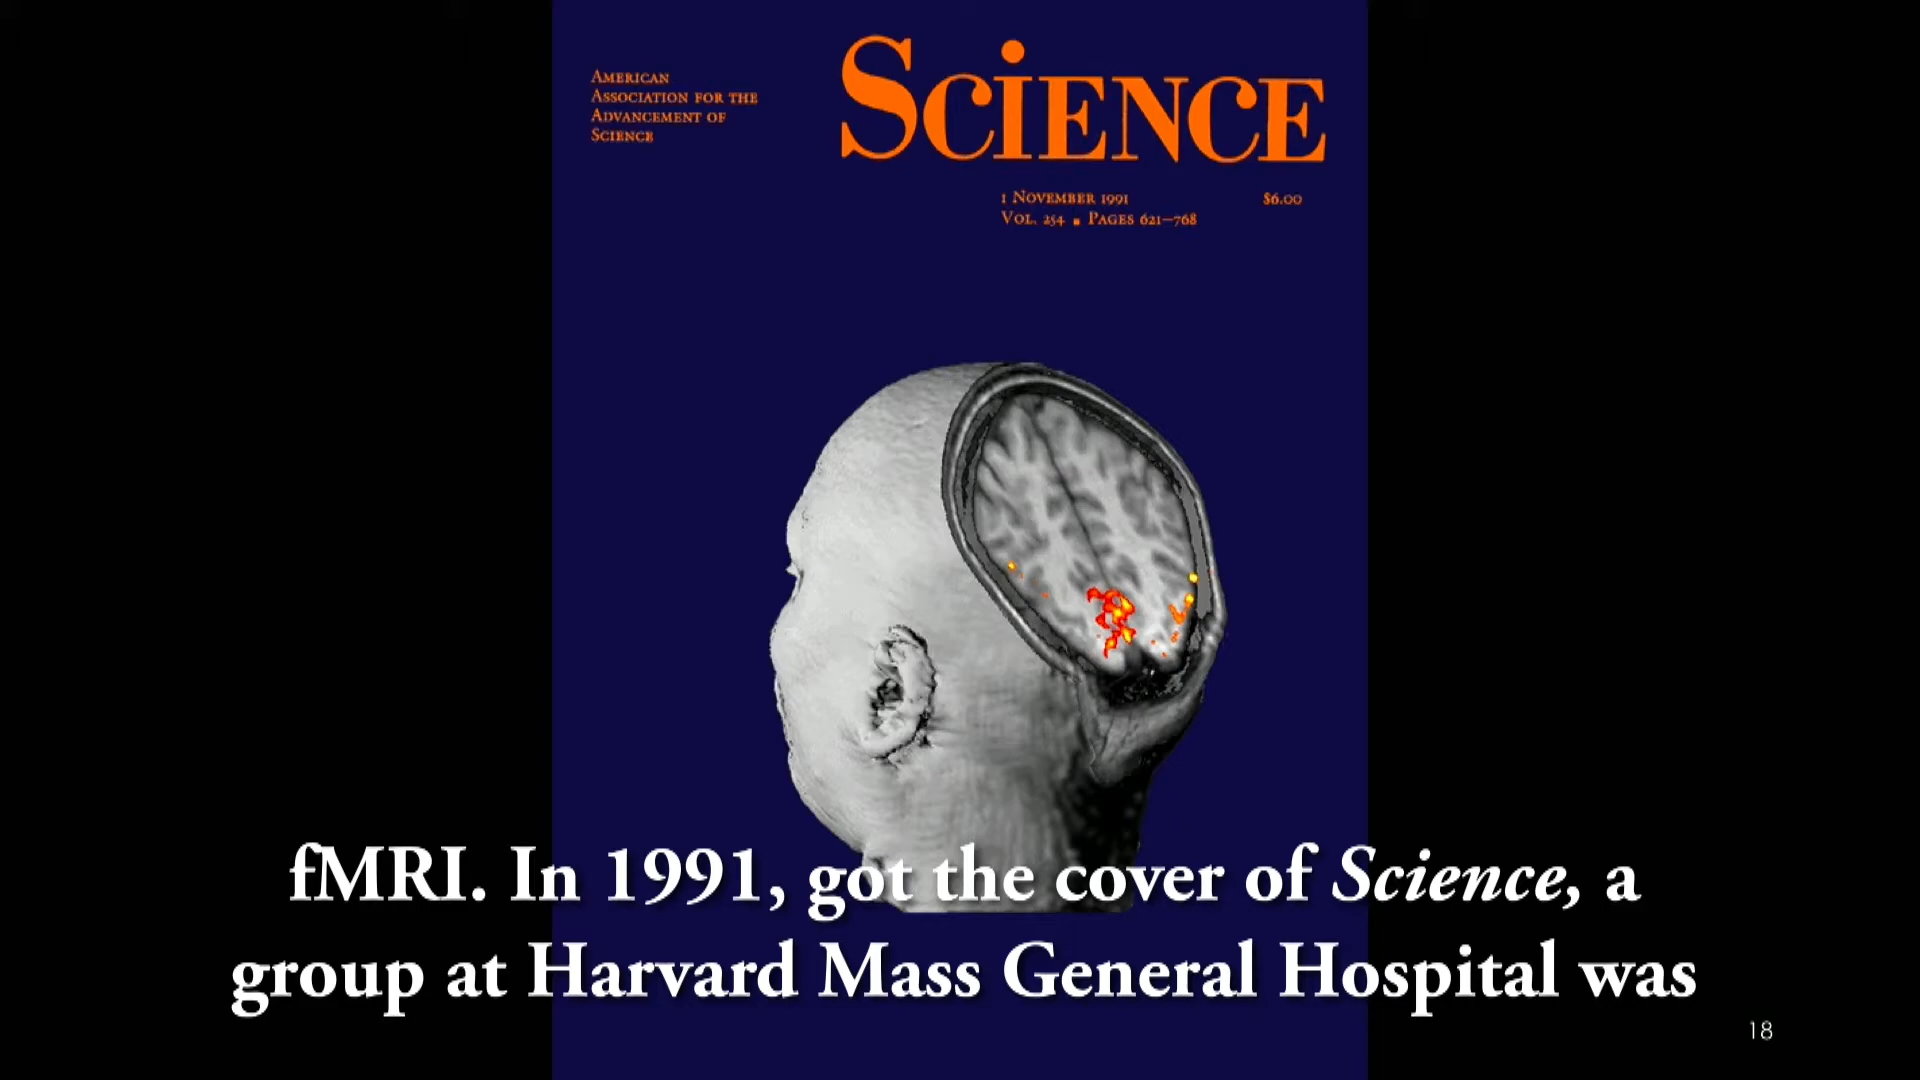 AMERICAN
ASSOCIATION FOR THE
ADVANCEMENT OF
SCIENCE
SCiENCE
1 NOVEMBER 1991
$6.00
VOL. 254 ■ PAGES 621–768
fMRI. In 1991, got the cover of Science, a
group at Harvard Mass General Hospital was
18